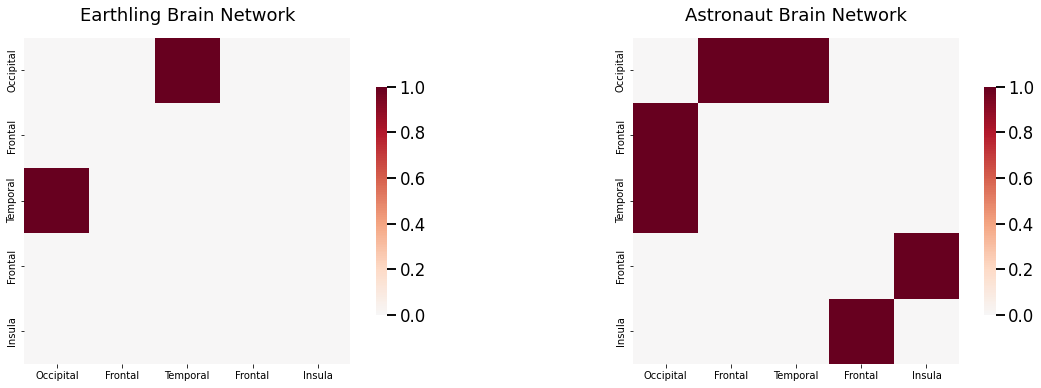 Earthling Brain Network
Astronaut Brain Network
Occipital
Frontal
Temporal
Frontal
Insula
Occipital Frontal Temporal Frontal Insula
1.0
0.8
0.6
0.4
0.2
0.0
Occipital
Frontal
Temporal
Frontal
Insula
Occipital Frontal Temporal Frontal Insula
1.0
0.8
0.6
0.4
0.2
0.0